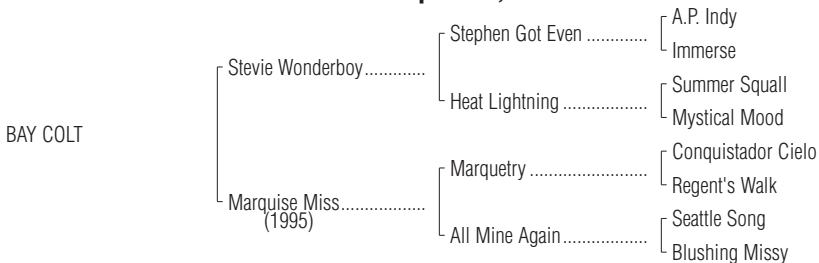 A.P. Indy
Stephen Got Even .............
Immerse
Stevie Wonderboy.............
Summer Squall
Heat Lightning ..................
Mystical Mood
BAY COLT
Conquistador Cielo
Marquetry .........................
Regent's Walk
Marquise Miss..................
(1995)
Seattle Song
All Mine Again..................
Blushing Missy